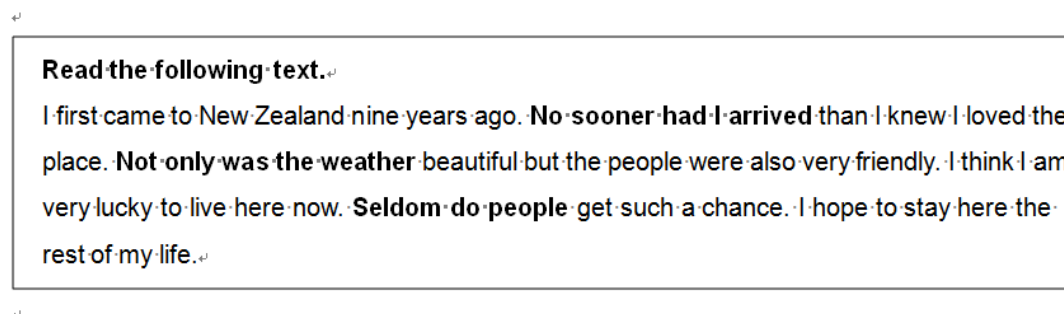 Read the following text.
I first came to New Zealand nine years ago. No sooner had I arrived than I knew I loved the
place. Not only was the weather beautiful but the people were also very friendly. I think I am
very lucky to live here now. Seldom do people get such a chance. I hope to stay here the
rest of my life.